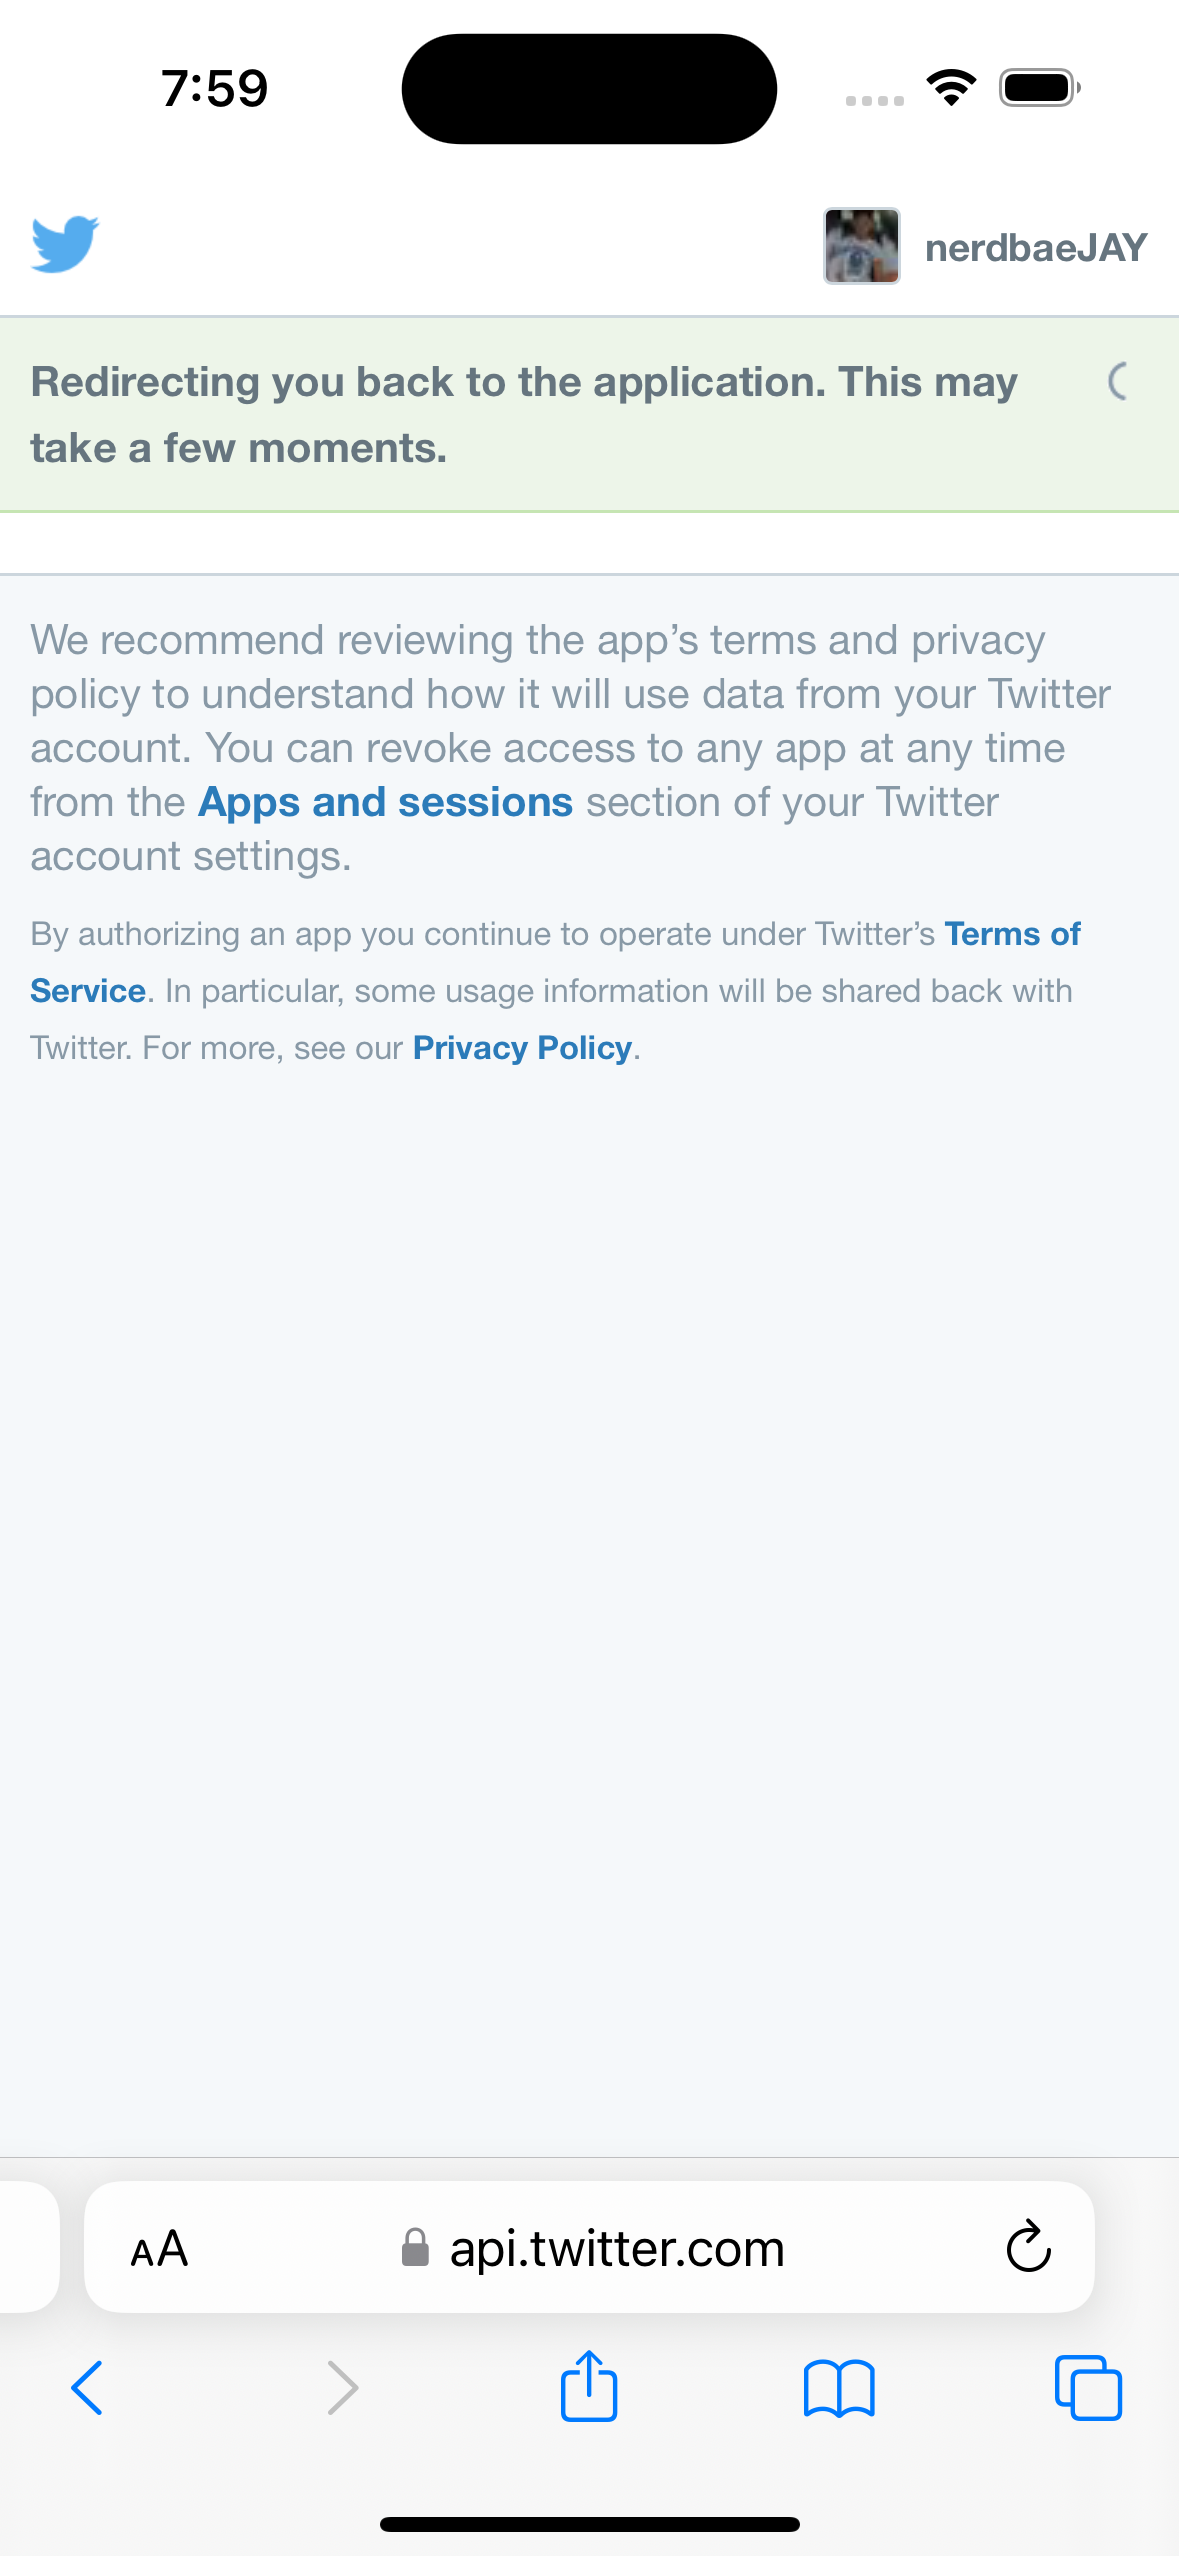 7:59
nerdbaeJAY
Redirecting you back to the application. This may
take a few moments.
We recommend reviewing the app’s terms and privacy
policy to understand how it will use data from your Twitter
account. You can revoke access to any app at any time
from the Apps and sessions section of your Twitter
account settings.
By authorizing an app you continue to operate under Twitter’s Terms of
Service. In particular, some usage information will be shared back with
Twitter. For more, see our Privacy Policy.
AA
api.twitter.com